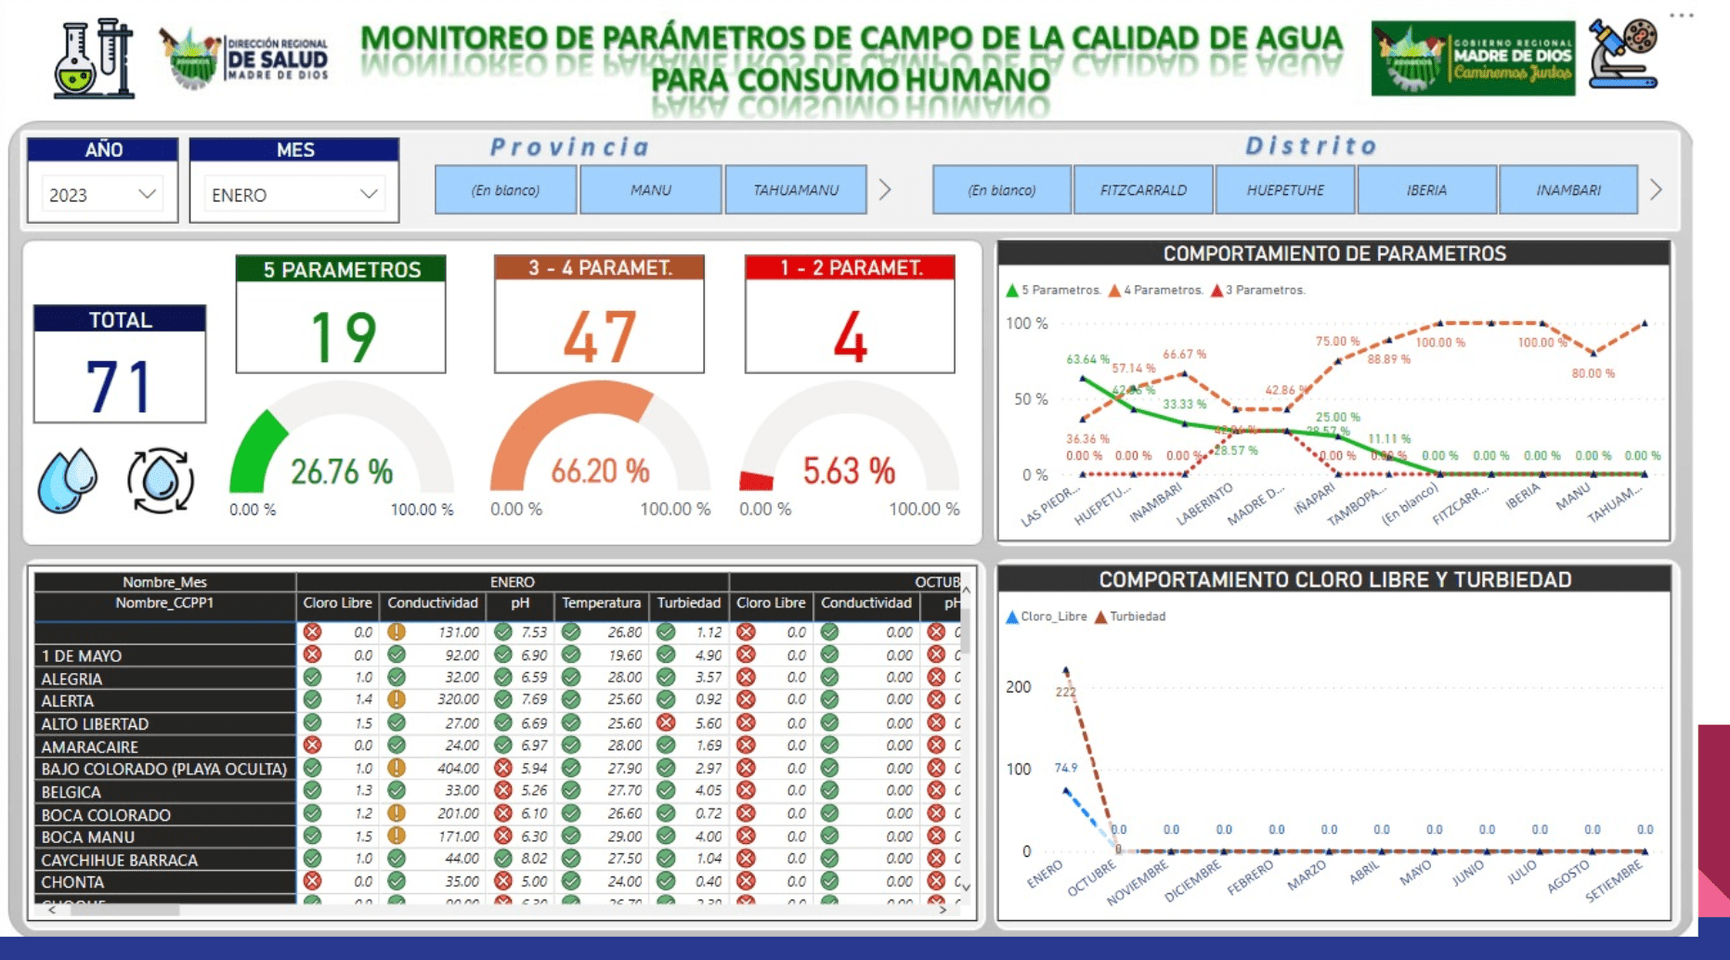 MONITOREO DE PARÁMETROS DE CAMPO DE LA CALIDAD DE AGUA
PARA CONSUMO HUMANO
DIRECCIÓN REGIONAL
DE SALUD
MADRE DE DIOS
GOBIERNO REGIONAL
MADRE DE DIOS
Caminemos Juntos
AÑO
2023
MES
ENERO
Provincia
(En blanco) MANU TAHUAMANU
Distrito
(En blanco) FITZCARRALD HUEPETUHE IBERIA INAMBARI
TOTAL
71
5 PARAMETROS
19
26.76 %
0.00 % 100.00 %
3 - 4 PARAMET.
47
66.20 %
0.00 % 100.00 %
1 - 2 PARAMET.
4
5.63 %
0.00 % 100.00 %
COMPORTAMIENTO DE PARAMETROS
5 Parametros. 4 Parametros. 3 Parametros.
100 %
50 %
0 %
63.64 % 33.33 % 28.57 % 28.57 % 25.00 % 11.11 % 0.00 % 0.00 % 0.00 % 0.00 % 0.00 %
36.36 % 57.14 % 66.67 % 42.86 % 75.00 % 88.89 % 100.00 % 100.00 % 80.00 %
0.00 % 0.00 % 0.00 % 0.00 %
LAS PIEDR... HUEPETU... INAMBARI LABERINTO MADRE D... IÑAPARI TAMBOPA... (En blanco) FITZCARR... IBERIA MANU TAHUAM...
Nombre_Mes ENERO OCTUB
Nombre_CCPP1 Cloro Libre Conductividad pH Temperatura Turbiedad Cloro Libre Conductividad pH
0.0 131.00 7.53 26.80 1.12 0.0 0.00
1 DE MAYO 0.0 92.00 6.90 19.60 4.90 0.0 0.00
ALEGRIA 1.0 32.00 6.59 28.00 3.57 0.0 0.00
ALERTA 1.4 320.00 7.69 25.60 0.92 0.0 0.00
ALTO LIBERTAD 1.5 27.00 6.69 25.60 5.60 0.0 0.00
AMARACAIRE 0.0 24.00 6.97 28.00 1.69 0.0 0.00
BAJO COLORADO (PLAYA OCULTA) 1.0 404.00 5.94 27.90 2.97 0.0 0.00
BELGICA 1.3 33.00 5.26 27.70 4.05 0.0 0.00
BOCA COLORADO 1.2 201.00 6.10 26.60 0.72 0.0 0.00
BOCA MANU 1.5 171.00 6.30 29.00 4.00 0.0 0.00
CAYCHIHUE BARRACA 1.0 44.00 8.02 27.50 1.04 0.0 0.00
CHONTA 0.0 35.00 5.00 24.00 0.40 0.0 0.00
COMPORTAMIENTO CLORO LIBRE Y TURBIEDAD
Cloro_Libre Turbiedad
200
100
0
222
74.9
0
0.0 0.0 0.0 0.0 0.0 0.0 0.0 0.0 0.0 0.0 0.0
ENERO OCTUBRE NOVIEMBRE DICIEMBRE FEBRERO MARZO ABRIL MAYO JUNIO JULIO AGOSTO SETIEMBRE